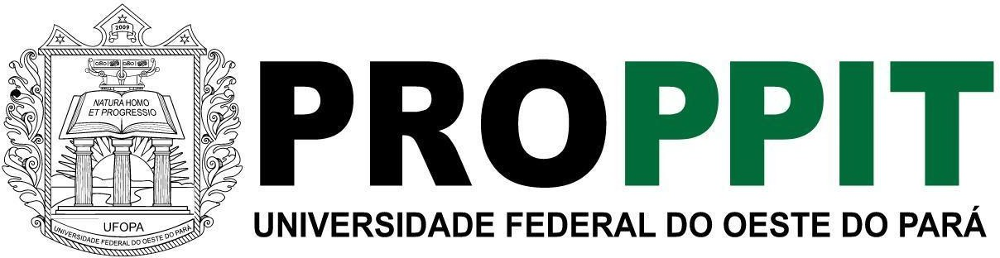 2009
NATURA HOMO
ET PROGRESSIO
UFOPA
UNIVERSIDADE FEDERAL DO OESTE DO PARÁ
PROPPIT
UNIVERSIDADE FEDERAL DO OESTE DO PARÁ